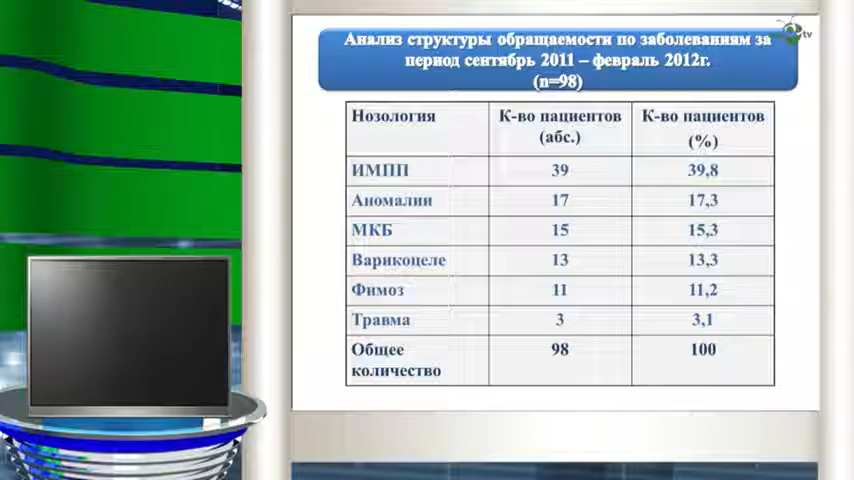 tv
Анализ структуры обращаемости по заболеваниям за
период сентябрь 2011 – февраль 2012г.
(n=98)
Нозология К-во пациентов (абс.) К-во пациентов (%)
ИМПП 39 39,8
Аномалии 17 17,3
МКБ 15 15,3
Варикоцеле 13 13,3
Фимоз 11 11,2
Травма 3 3,1
Общее количество 98 100